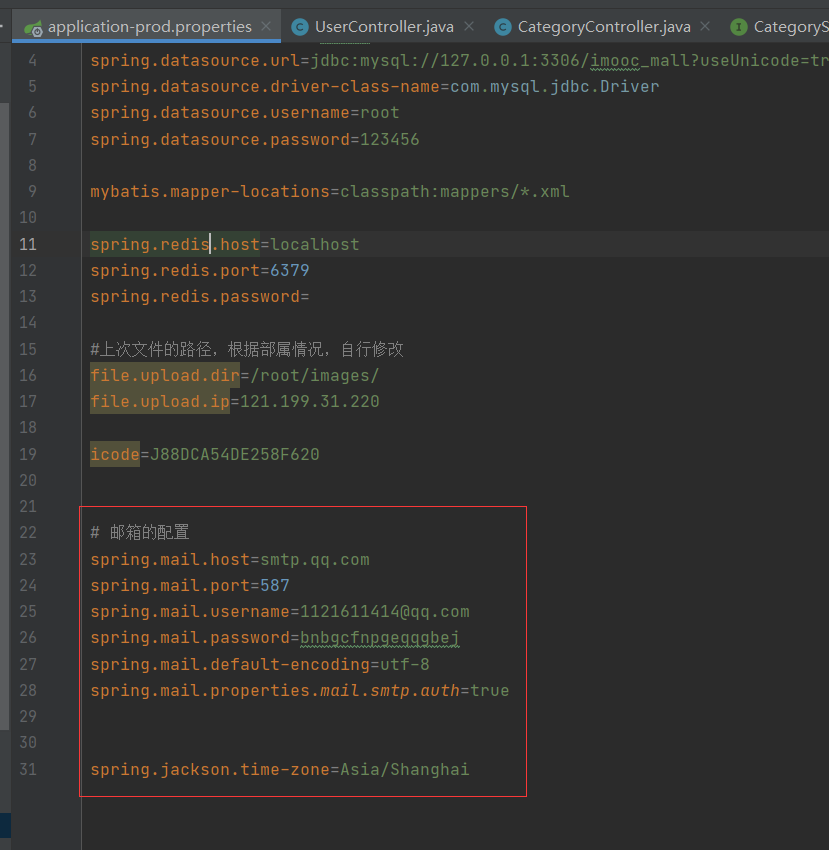 application-prod.properties UserController.java CategoryController.java CategoryS
4 spring.datasource.url=jdbc:mysql://127.0.0.1:3306/imooc_mall?useUnicode=tr
5 spring.datasource.driver-class-name=com.mysql.jdbc.Driver
6 spring.datasource.username=root
7 spring.datasource.password=123456
8
9 mybatis.mapper-locations=classpath:mappers/*.xml
10
11 spring.redis.host=localhost
12 spring.redis.port=6379
13 spring.redis.password=
14
15 #上次文件的路径，根据部属情况，自行修改
16 file.upload.dir=/root/images/
17 file.upload.ip=121.199.31.220
18
19 icode=J88DCA54DE258F620
20
21
22 # 邮箱的配置
23 spring.mail.host=smtp.qq.com
24 spring.mail.port=587
25 spring.mail.username=1121611414@qq.com
26 spring.mail.password=bnbgcfnpgeqqgbej
27 spring.mail.default-encoding=utf-8
28 spring.mail.properties.mail.smtp.auth=true
29
30
31 spring.jackson.time-zone=Asia/Shanghai